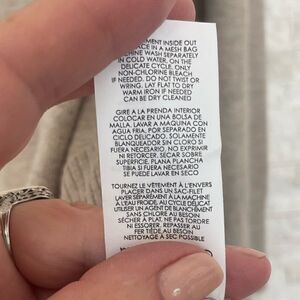 MENT INSIDE OUT
ACE IN A MESH BAG
HINE WASH SEPARATELY
IN COLD WATER, ON THE
DELICATE CYCLE. ONLY
NON-CHLORINE BLEACH
IF NEEDED. DO NOT TWIST OR
WRING. LAY FLAT TO DRY
WARM IRON IF NEEDED
CAN BE DRY CLEANED
GIRE A LA PRENDA INTERIOR
COLOCAR EN UNA BOLSA DE
MALLA. LAVAR A MAQUINA CON
AGUA FRIA, POR SEPARADO EN
CICLO DELICADO. SOLAMENTE
BLANQUEADOR SIN CLORO SI
FUERA NECESARIO. NO EXPRIMIR
NI RETORCER. SECAR SOBRE
SUPERFICIE. PLANA PLANCHA
TIBIA SI FUERA NECESARIO
SE PUEDE LAVAR EN SECO
TOURNEZ LE VÊTEMENT À L'ENVERS
PLACER DANS UN SAC-FILET
LAVER SÉPARÉMENT À LA MACHINE
À L'EAU FROIDE, AU CYCLE DÉLICAT
UTILISER UN AGENT DE BLANCHIMENT
SANS CHLORE AU BESOIN
SÉCHER À PLAT. NE PAS TORDRE
NI ESSORER. REPASSER AU
FER TIÈDE, AU BESOIN
NETTOYAGE À SEC POSSIBLE